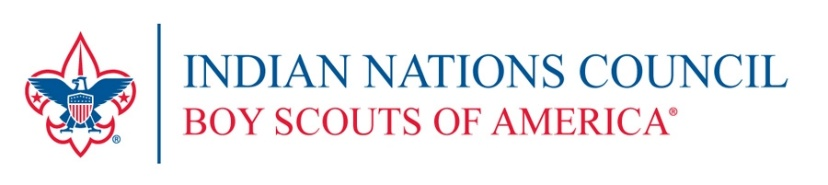 INDIAN NATIONS COUNCIL
BOY SCOUTS OF AMERICA®
®